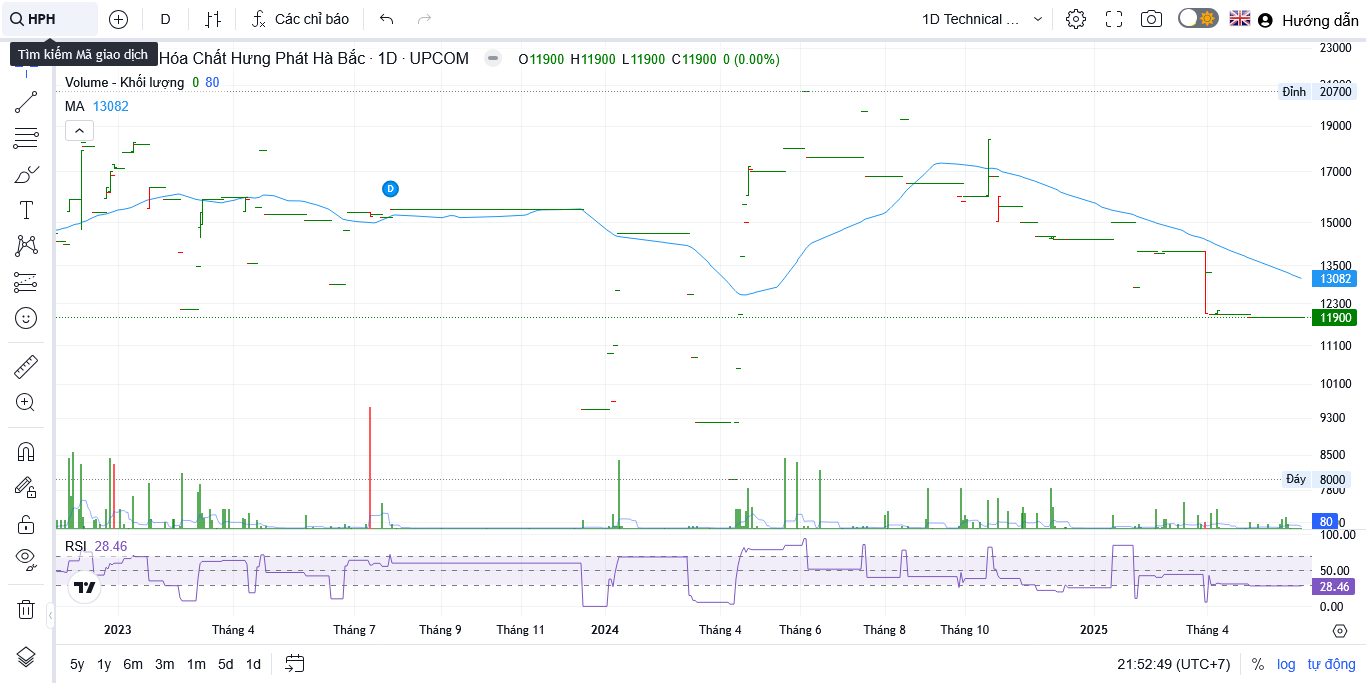 HPH
D
Các chỉ báo
1D Technical ...
Hướng dẫn
Tìm kiếm Mã giao dịch
Hóa Chất Hưng Phát Hà Bắc · 1D · UPCOM
O11900 H11900 L11900 C11900 0 (0.00%)
Volume - Khối lượng 0 80
MA 13082
23000
Đỉnh 20700
19000
17000
D
15000
13500
13082
12300
11900
11100
10100
9300
8500
Đáy 8000
7800
80
RSI 28.46
100.00
50.00
28.46
0.00
2023
Tháng 4
Tháng 7
Tháng 9
Tháng 11
2024
Tháng 4
Tháng 6
Tháng 8
Tháng 10
2025
Tháng 4
5y 1y 6m 3m 1m 5d 1d
21:52:49 (UTC+7)
% log tự động